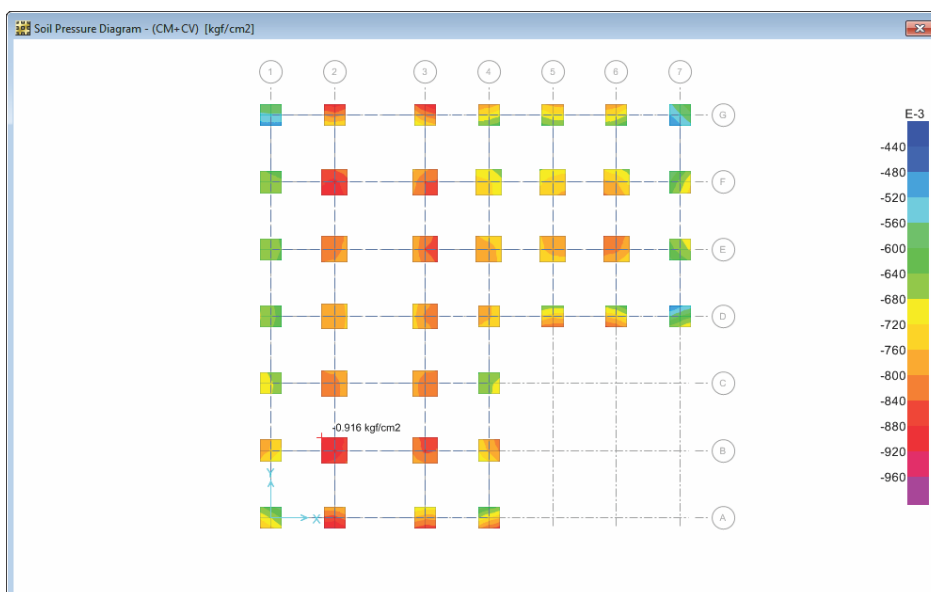 Soil Pressure Diagram - (CM+CV) [kgf/cm2]
1 2 3 4 5 6 7
G
E-3
-440
-480
F
-520
-560
-600
E
-640
-680
D
-720
-760
-800
C
-840
-0.916 kgf/cm2
-880
B
-920
Y
-960
X
A